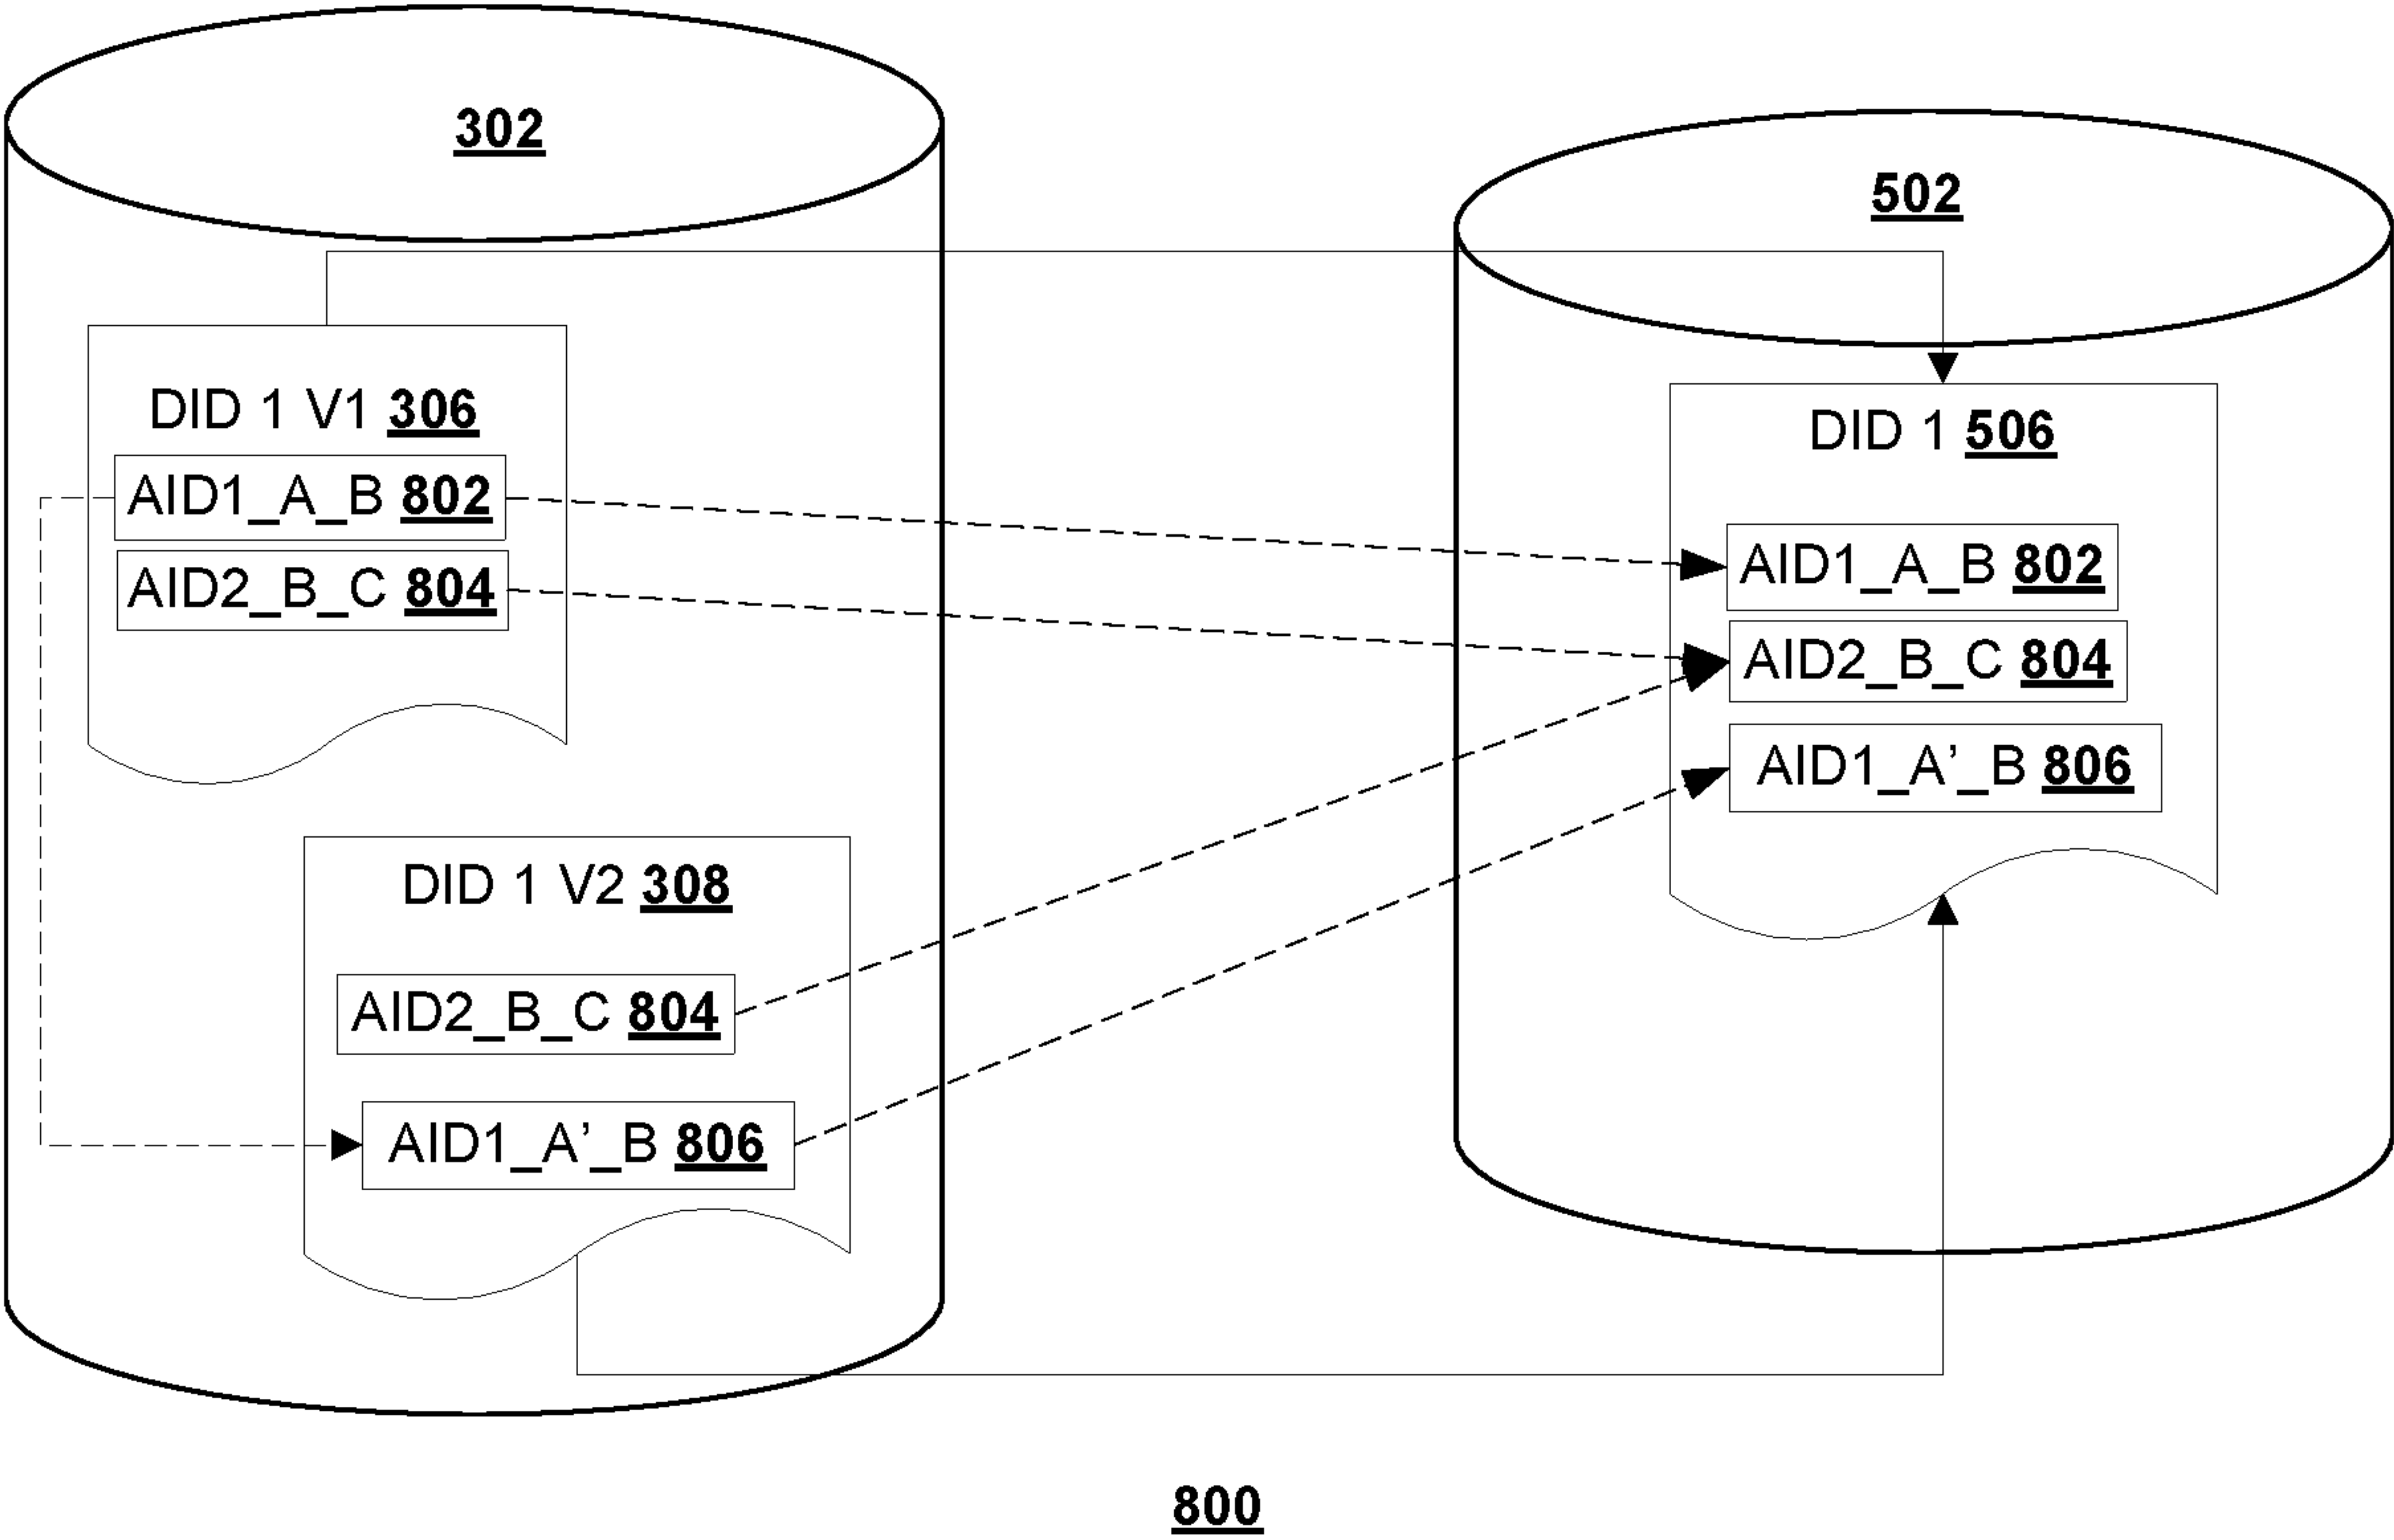 302
502
DID 1 V1 306
AID1_A_B 802
AID2_B_C 804
DID 1 V2 308
AID2_B_C 804
AID1_A’_B 806
DID 1 506
AID1_A_B 802
AID2_B_C 804
AID1_A’_B 806
800